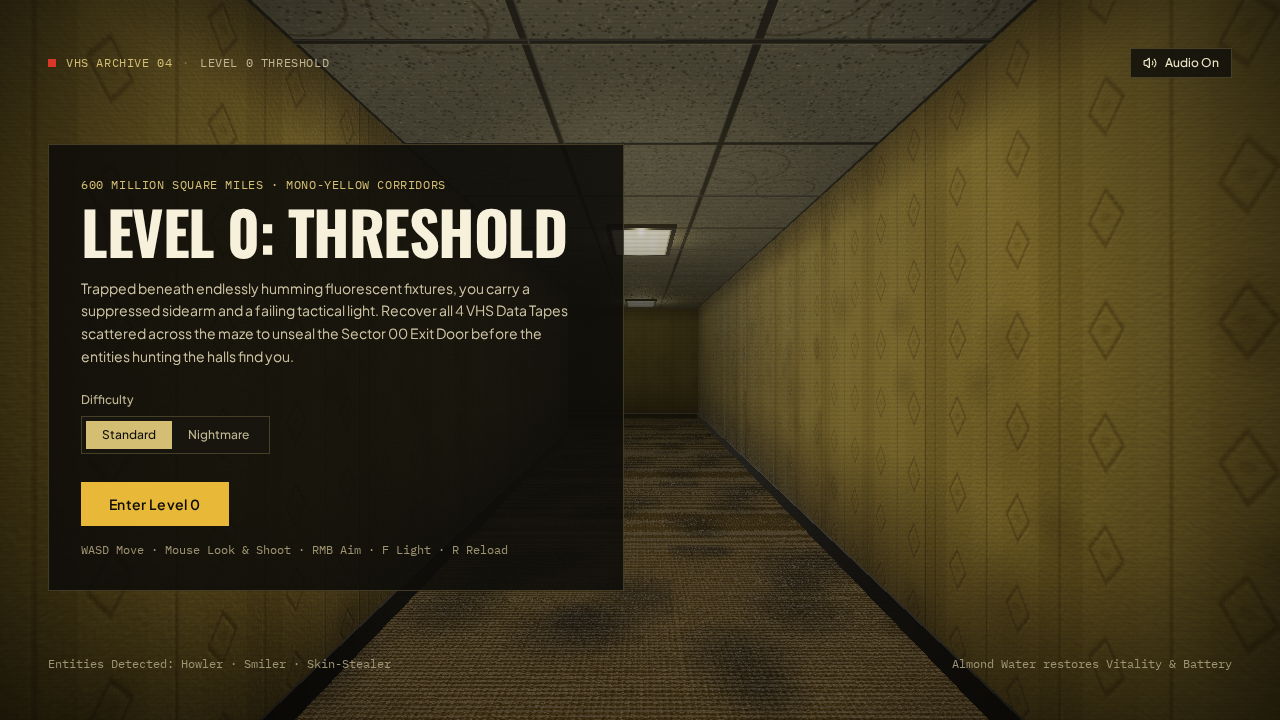 VHS ARCHIVE 04 · LEVEL 0 THRESHOLD
Audio On
600 MILLION SQUARE MILES · MONO-YELLOW CORRIDORS
LEVEL 0: THRESHOLD
Trapped beneath endlessly humming fluorescent fixtures, you carry a
suppressed sidearm and a failing tactical light. Recover all 4 VHS Data Tapes
scattered across the maze to unseal the Sector 00 Exit Door before the
entities hunting the halls find you.
Difficulty
Standard Nightmare
Enter Level 0
WASD Move · Mouse Look & Shoot · RMB Aim · F Light · R Reload
Entities Detected: Howler · Smiler · Skin-Stealer
Almond Water restores Vitality & Battery